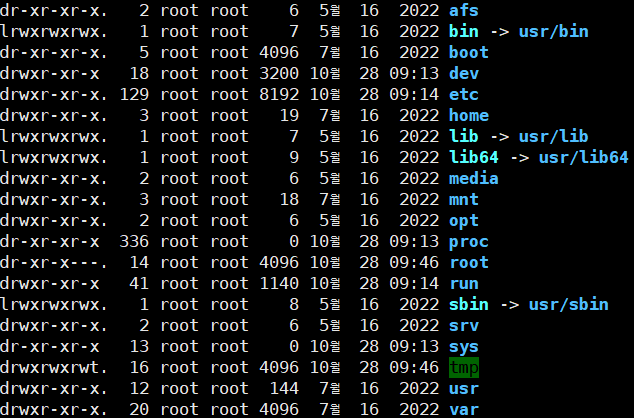 dr-xr-xr-x.   2 root root    6  5월  16  2022 afs
lrwxrwxrwx.   1 root root    7  5월  16  2022 bin -> usr/bin
dr-xr-xr-x.   5 root root 4096  7월  16  2022 boot
drwxr-xr-x   18 root root 3200 10월  28 09:13 dev
drwxr-xr-x. 129 root root 8192 10월  28 09:14 etc
drwxr-xr-x.   3 root root   19  7월  16  2022 home
lrwxrwxrwx.   1 root root    7  5월  16  2022 lib -> usr/lib
lrwxrwxrwx.   1 root root    9  5월  16  2022 lib64 -> usr/lib64
drwxr-xr-x.   2 root root    6  5월  16  2022 media
drwxr-xr-x.   3 root root   18  7월  16  2022 mnt
drwxr-xr-x.   2 root root    6  5월  16  2022 opt
dr-xr-xr-x  336 root root    0 10월  28 09:13 proc
dr-xr-x---.  14 root root 4096 10월  28 09:46 root
drwxr-xr-x   41 root root 1140 10월  28 09:14 run
lrwxrwxrwx.   1 root root    8  5월  16  2022 sbin -> usr/sbin
drwxr-xr-x.   2 root root    6  5월  16  2022 srv
dr-xr-xr-x   13 root root    0 10월  28 09:13 sys
drwxrwxrwt.  16 root root 4096 10월  28 09:46 tmp
drwxr-xr-x.  12 root root  144  7월  16  2022 usr
drwxr-xr-x.  20 root root 4096  7월  16  2022 var